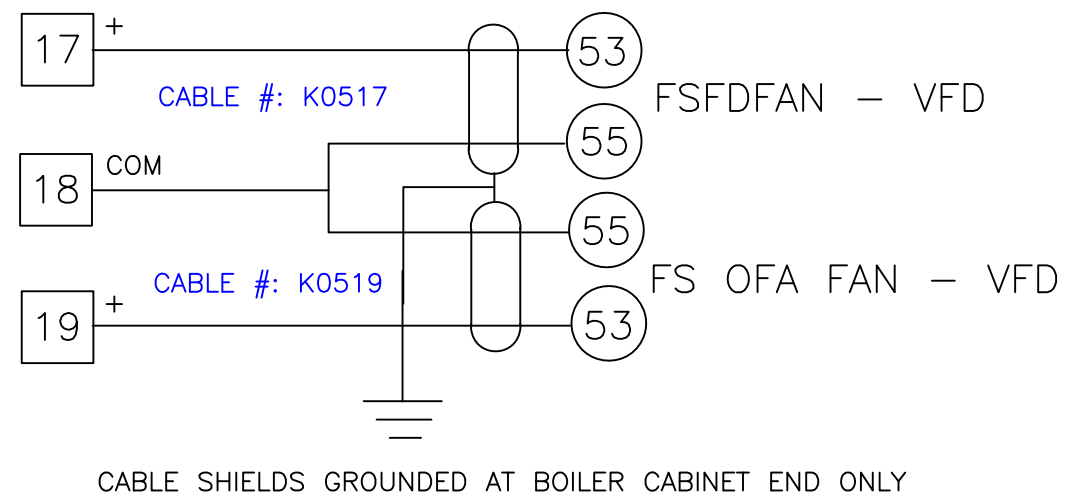 17 + 53
CABLE #: K0517
FSFDFAN - VFD
55
18 COM
55
CABLE #: K0519
FS OFA FAN - VFD
19 + 53
CABLE SHIELDS GROUNDED AT BOILER CABINET END ONLY